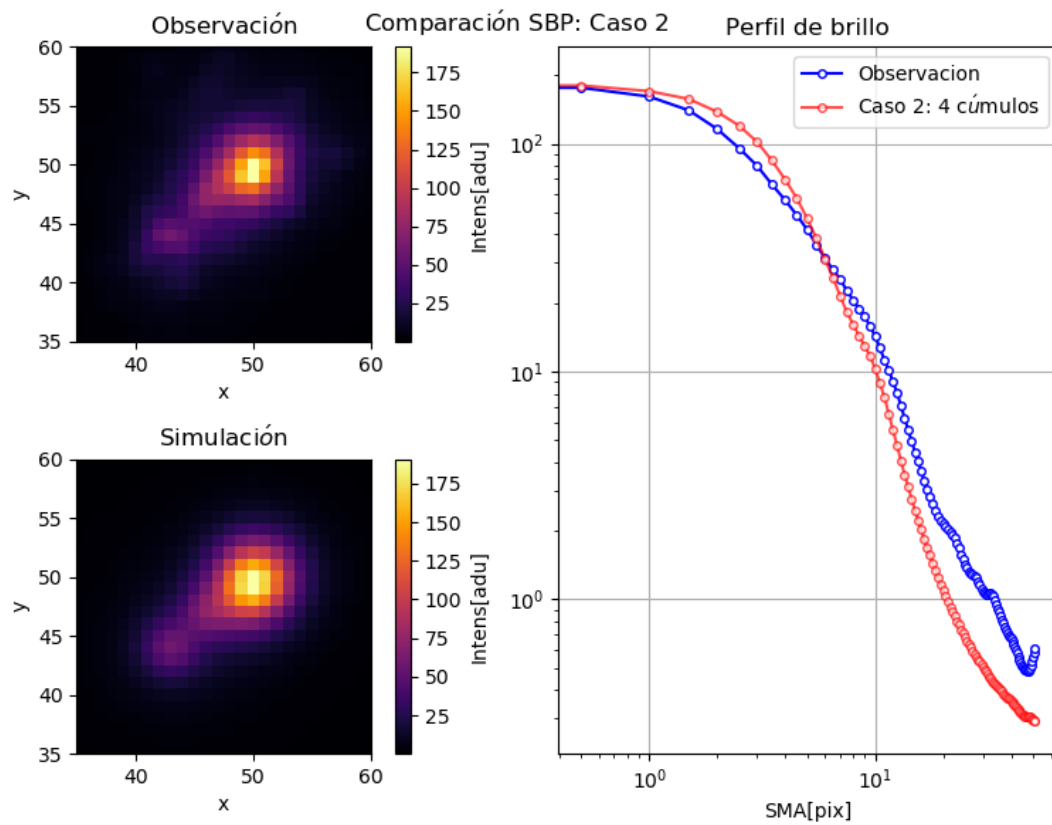 Comparación SBP: Caso 2
Observación
60
55
50
45
40
35
y
40
50
60
x
175
150
125
100
75
50
25
Intens[adu]
Simulación
60
55
50
45
40
35
y
40
50
60
x
175
150
125
100
75
50
25
Intens[adu]
Perfil de brillo
Observacion
Caso 2: 4 cúmulos
10²
10¹
10⁰
10⁰
10¹
SMA[pix]